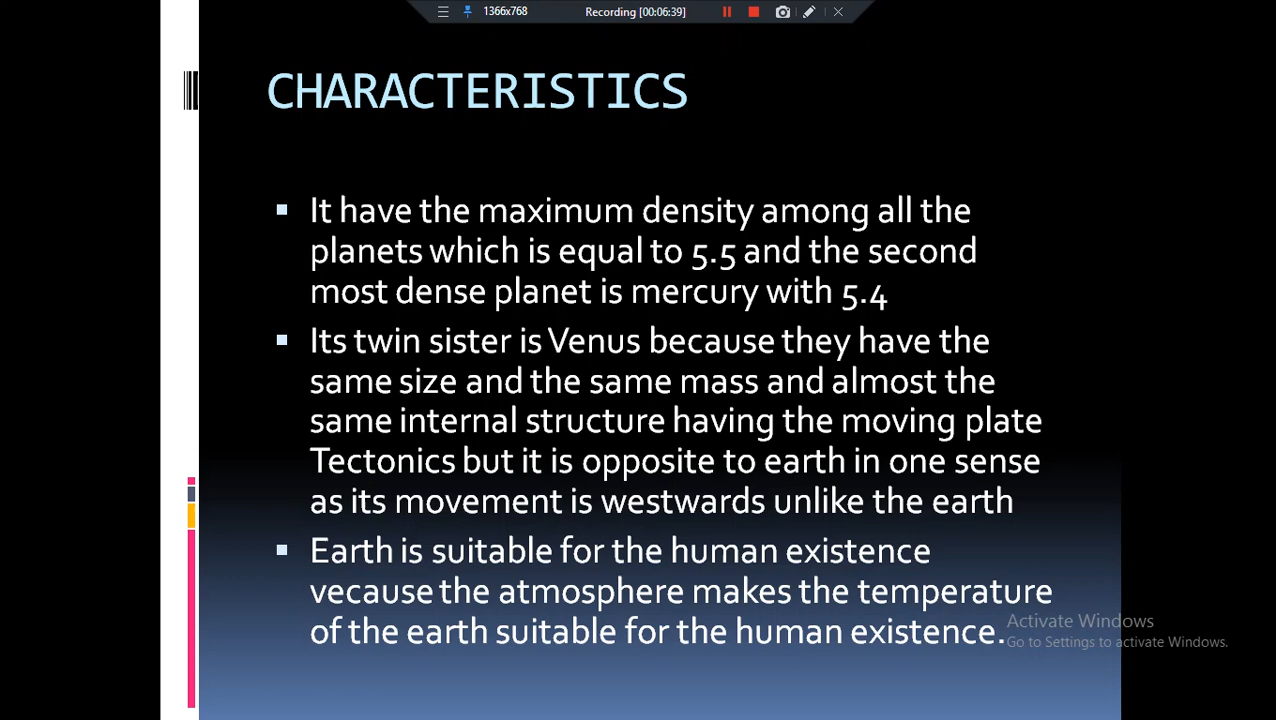 1366x768 Recording [00:06:39]
CHARACTERISTICS
It have the maximum density among all the
planets which is equal to 5.5 and the second
most dense planet is mercury with 5.4
Its twin sister is Venus because they have the
same size and the same mass and almost the
same internal structure having the moving plate
Tectonics but it is opposite to earth in one sense
as its movement is westwards unlike the earth
Earth is suitable for the human existence
vecause the atmosphere makes the temperature
of the earth suitable for the human existence.
Activate Windows
Go to Settings to activate Windows.